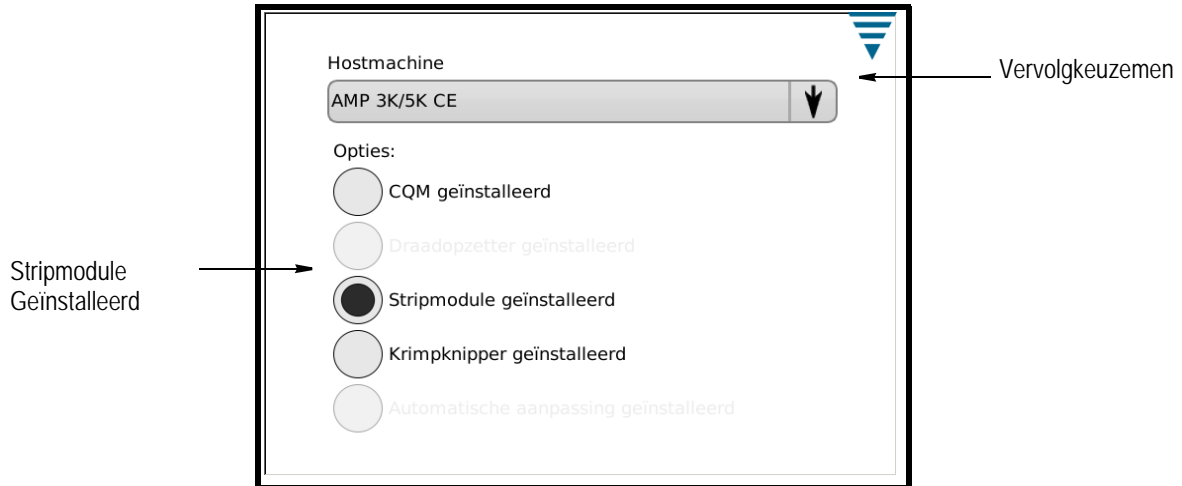 Hostmachine
Vervolgkeuzemen
AMP 3K/5K CE
Opties:
CQM geïnstalleerd
Draadopzetter geïnstalleerd
Stripmodule
Geïnstalleerd
Stripmodule geïnstalleerd
Krimpknipper geïnstalleerd
Automatische aanpassing geïnstalleerd